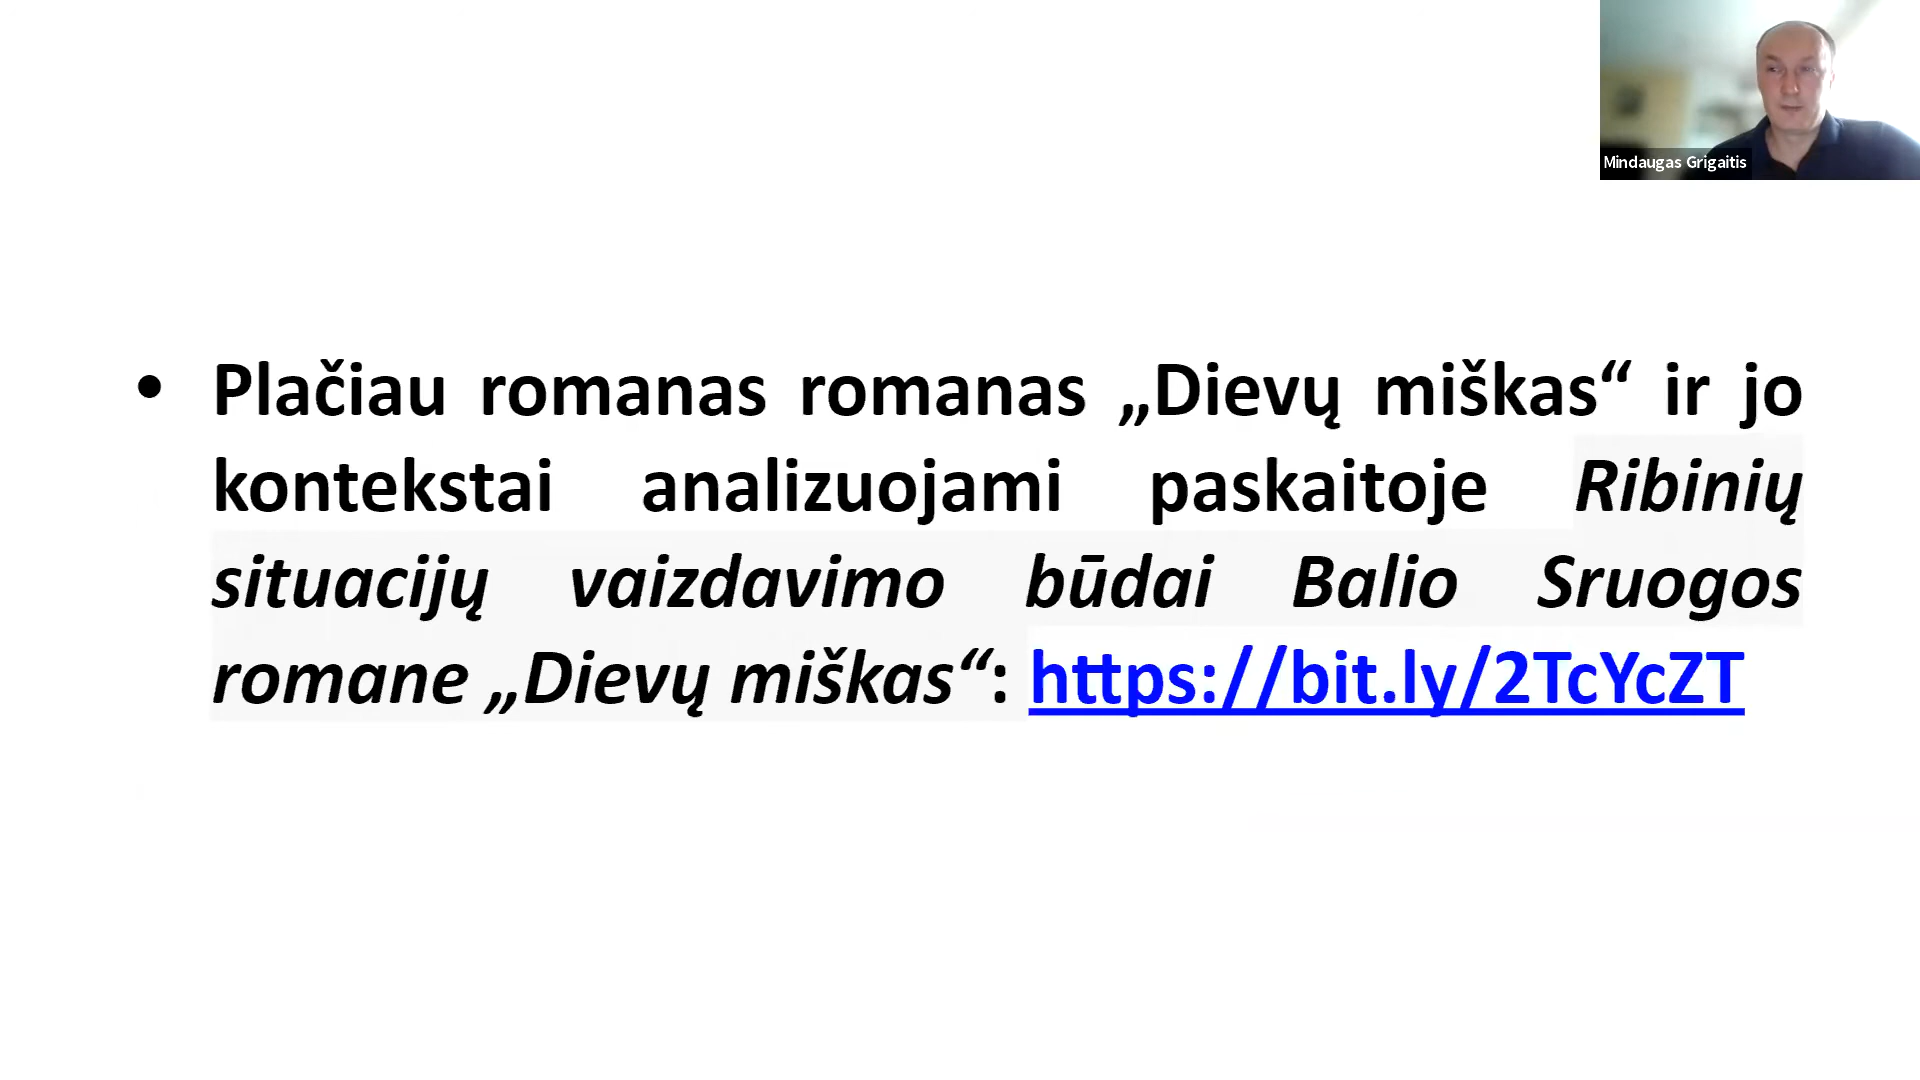 Mindaugas Grigaitis
• Plačiau romanas romanas „Dievų miškas“ ir jo
kontekstai analizuojami paskaitoje Ribinių
situacijų vaizdavimo būdai Balio Sruogos
romane „Dievų miškas“: https://bit.ly/2TcYcZT